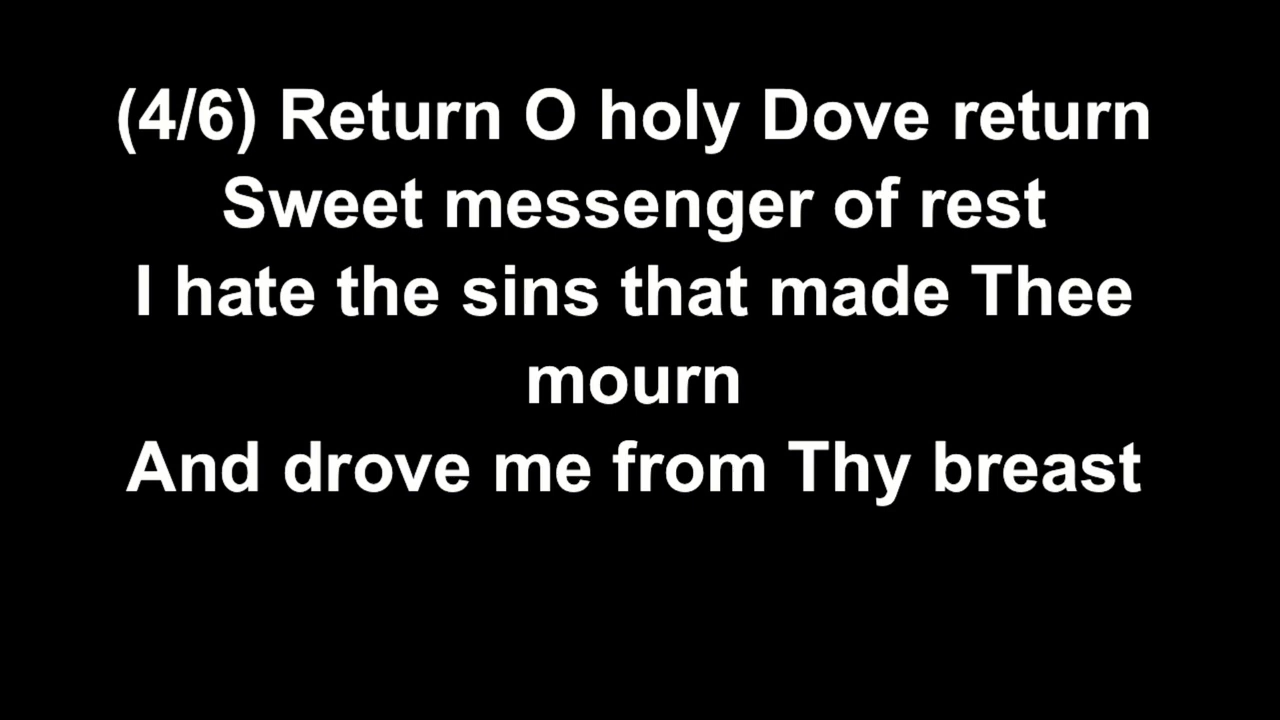 (4/6) Return O holy Dove return
Sweet messenger of rest
I hate the sins that made Thee
mourn
And drove me from Thy breast